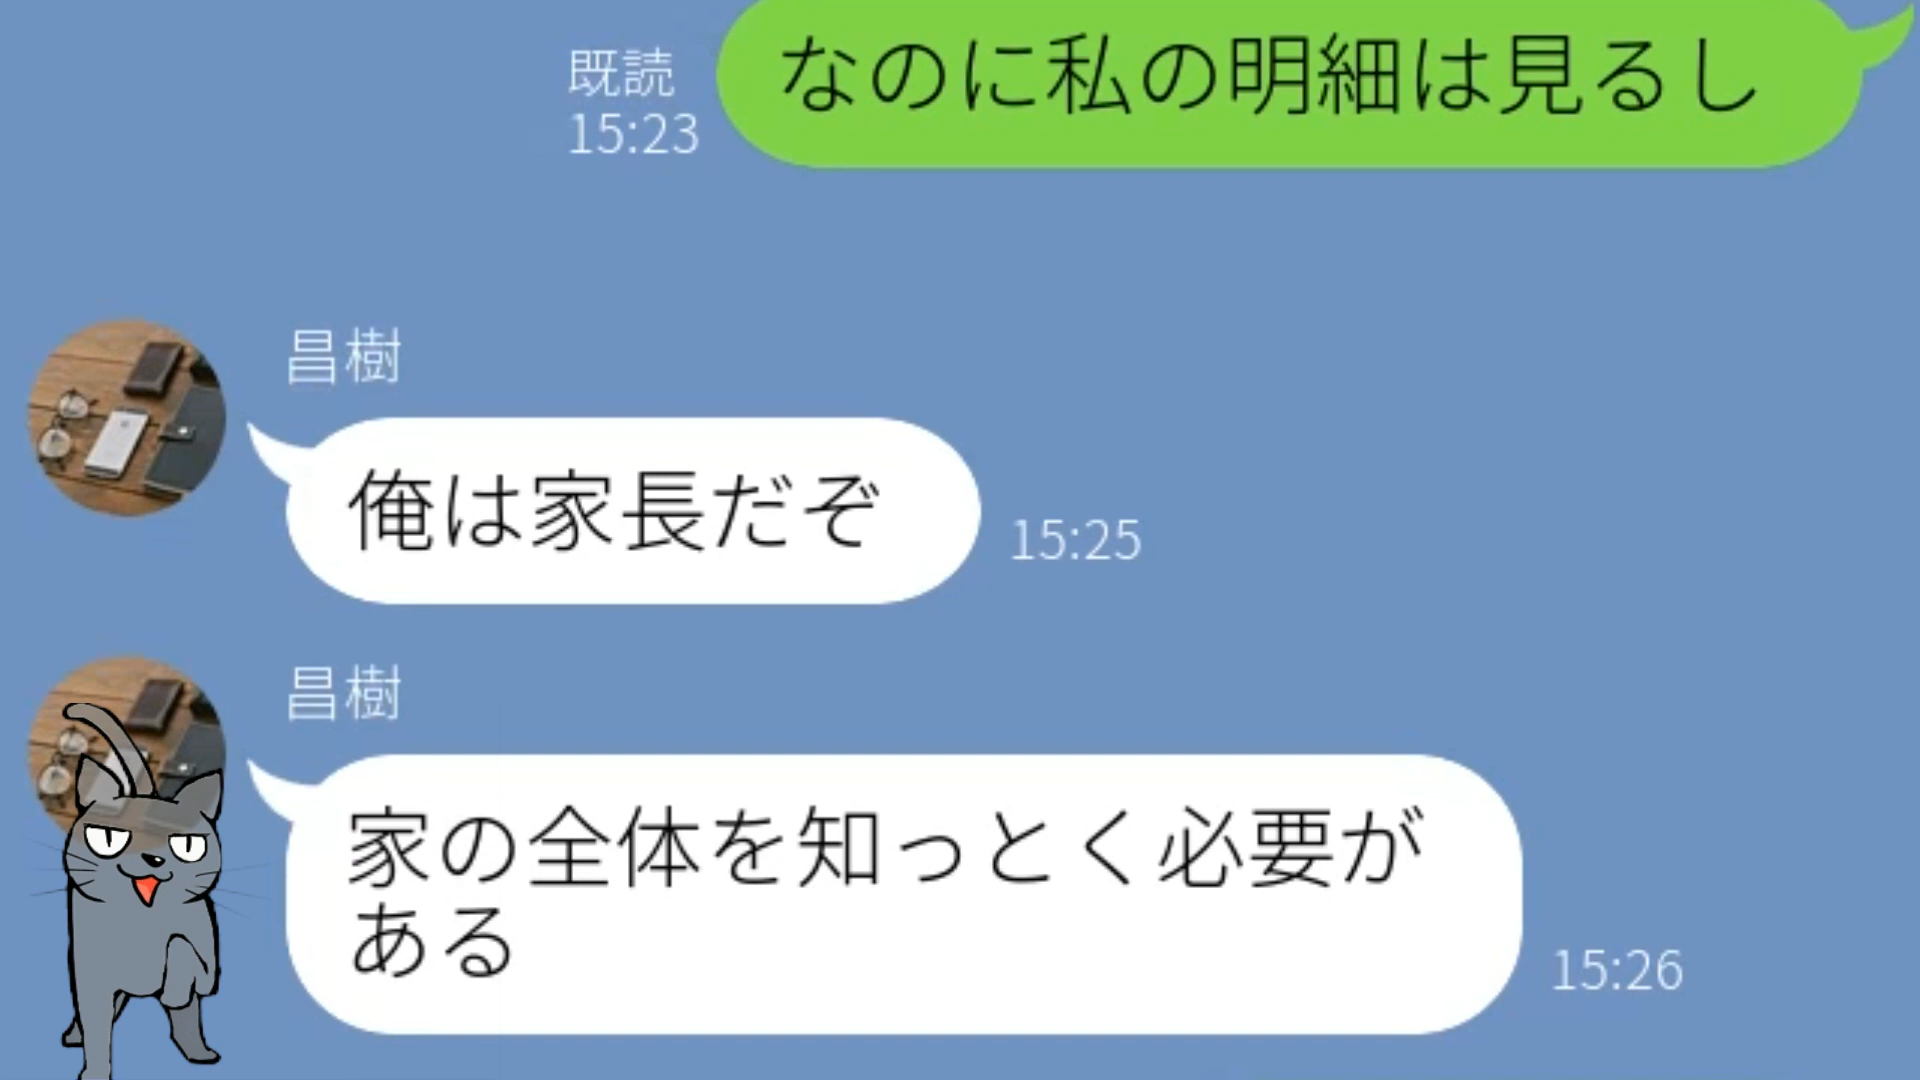 なのに私の明細は見るし
既読
15:23
昌樹
俺は家長だぞ
15:25
昌樹
家の全体を知っとく必要が
ある
15:26